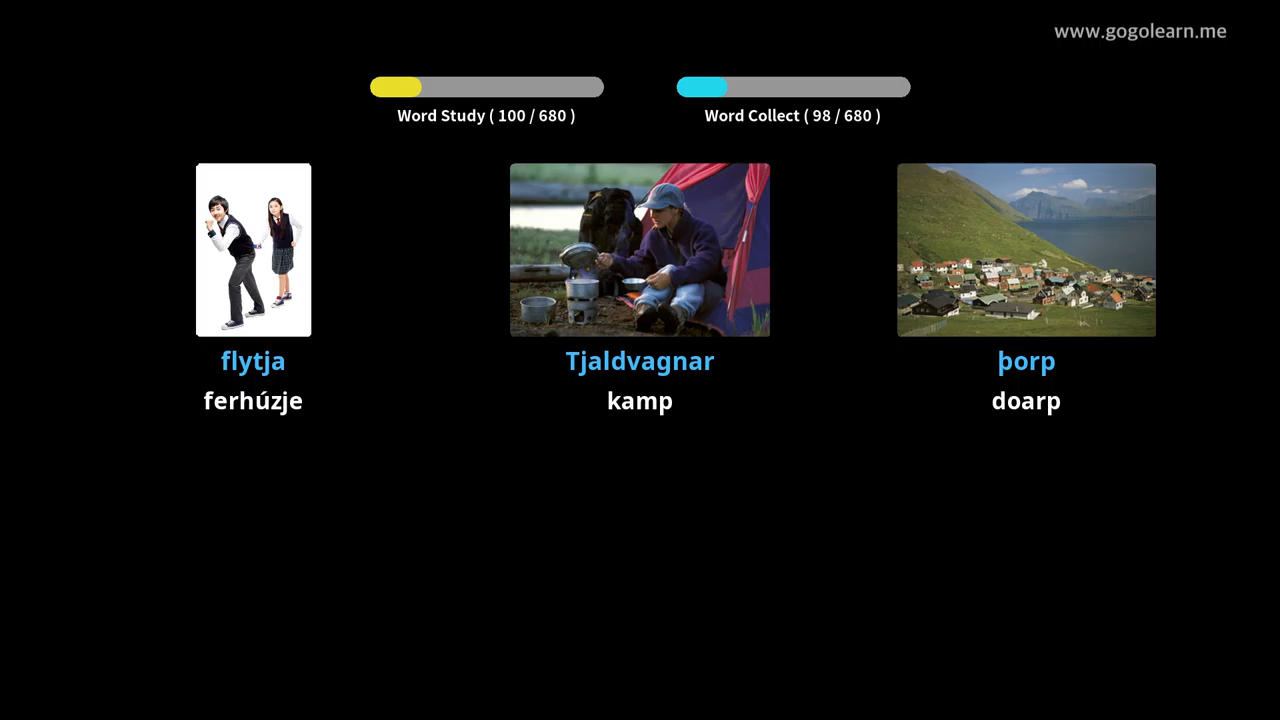 www.gogolearn.me
Word Study ( 100 / 680 )
Word Collect ( 98 / 680 )
flytja
ferhúzje
Tjaldvagnar
kamp
þorp
doarp